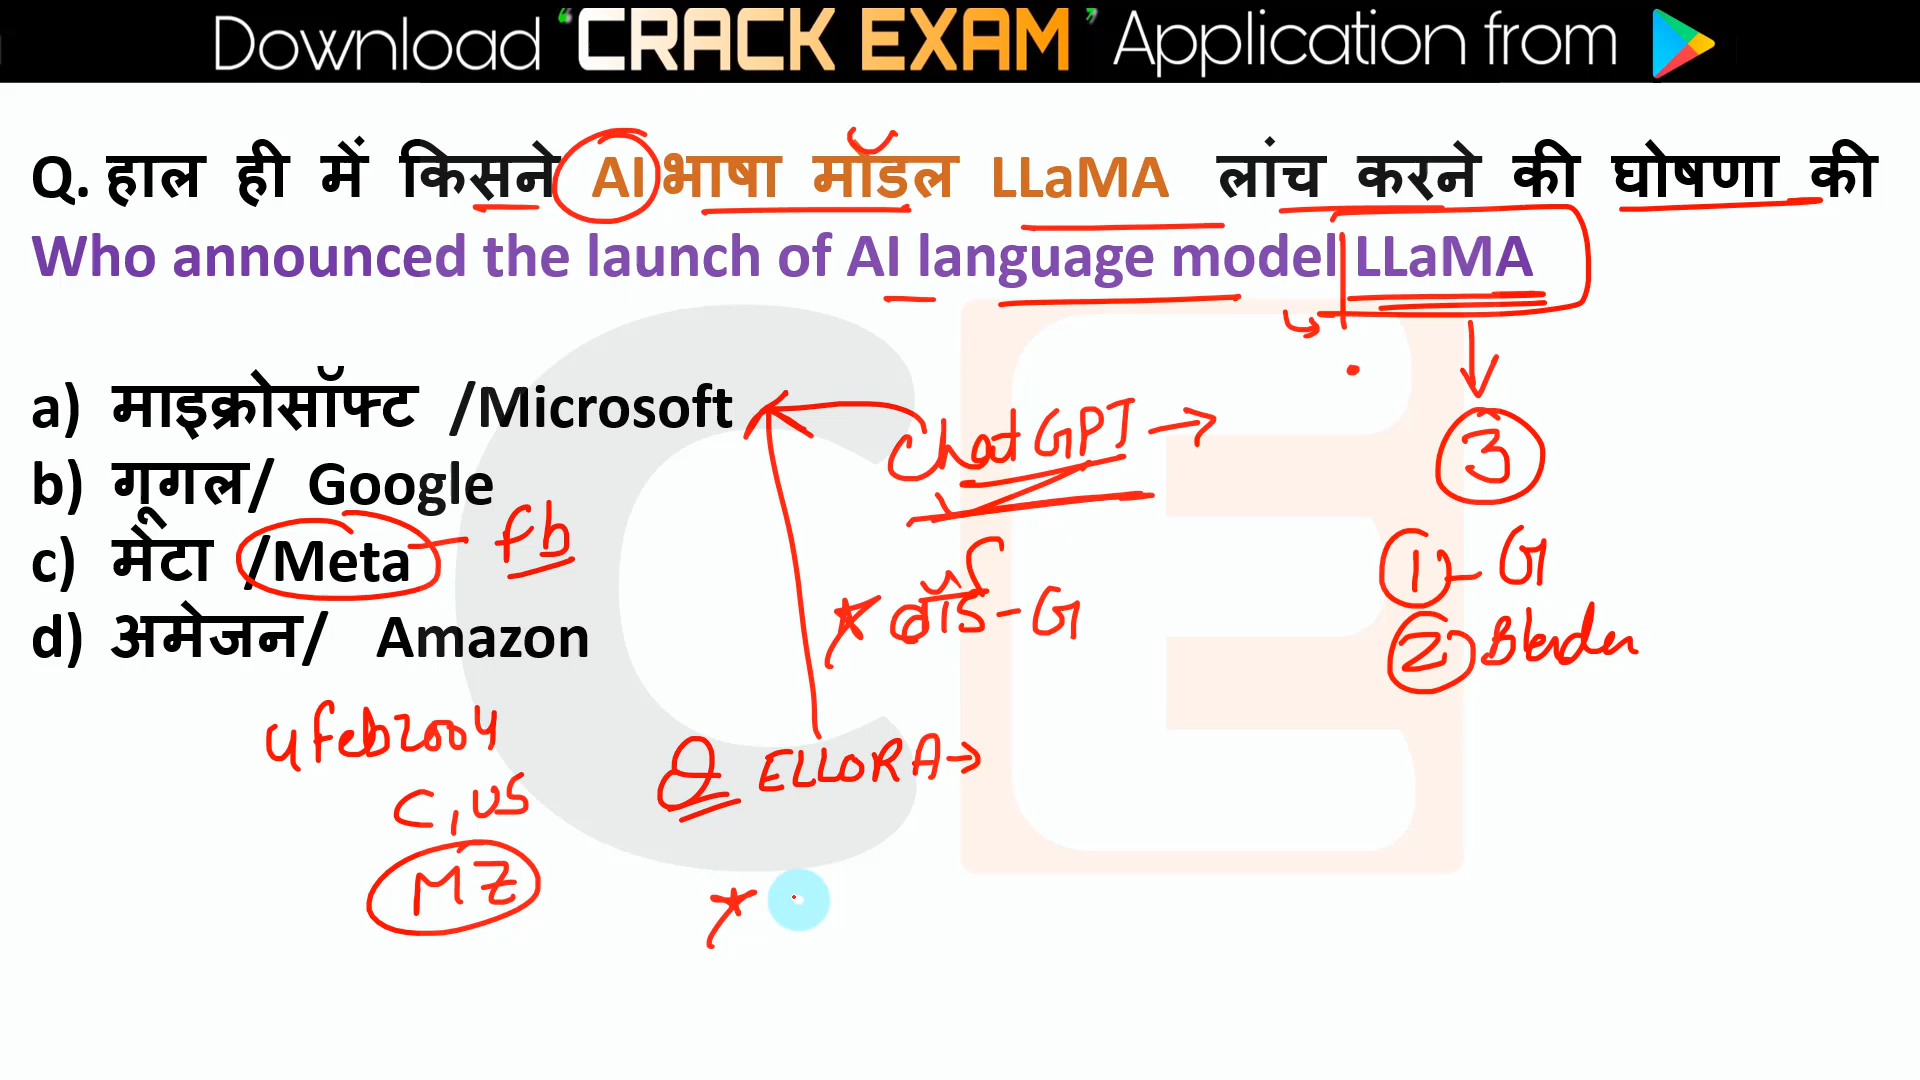 Download ‘CRACK EXAM’ Application from
Q. हाल ही में किसने AI भाषा मॉडल LLaMA लांच करने की घोषणा की
Who announced the launch of AI language model LLaMA
a) माइक्रोसॉफ्ट /Microsoft
b) गूगल/ Google
c) मेटा /Meta - fb
d) अमेजन/ Amazon
4 Feb 2004
C, US
MZ
Chat GPT →
बार्ड - G
Q ELLORA →
3
1 - G
2 Blender